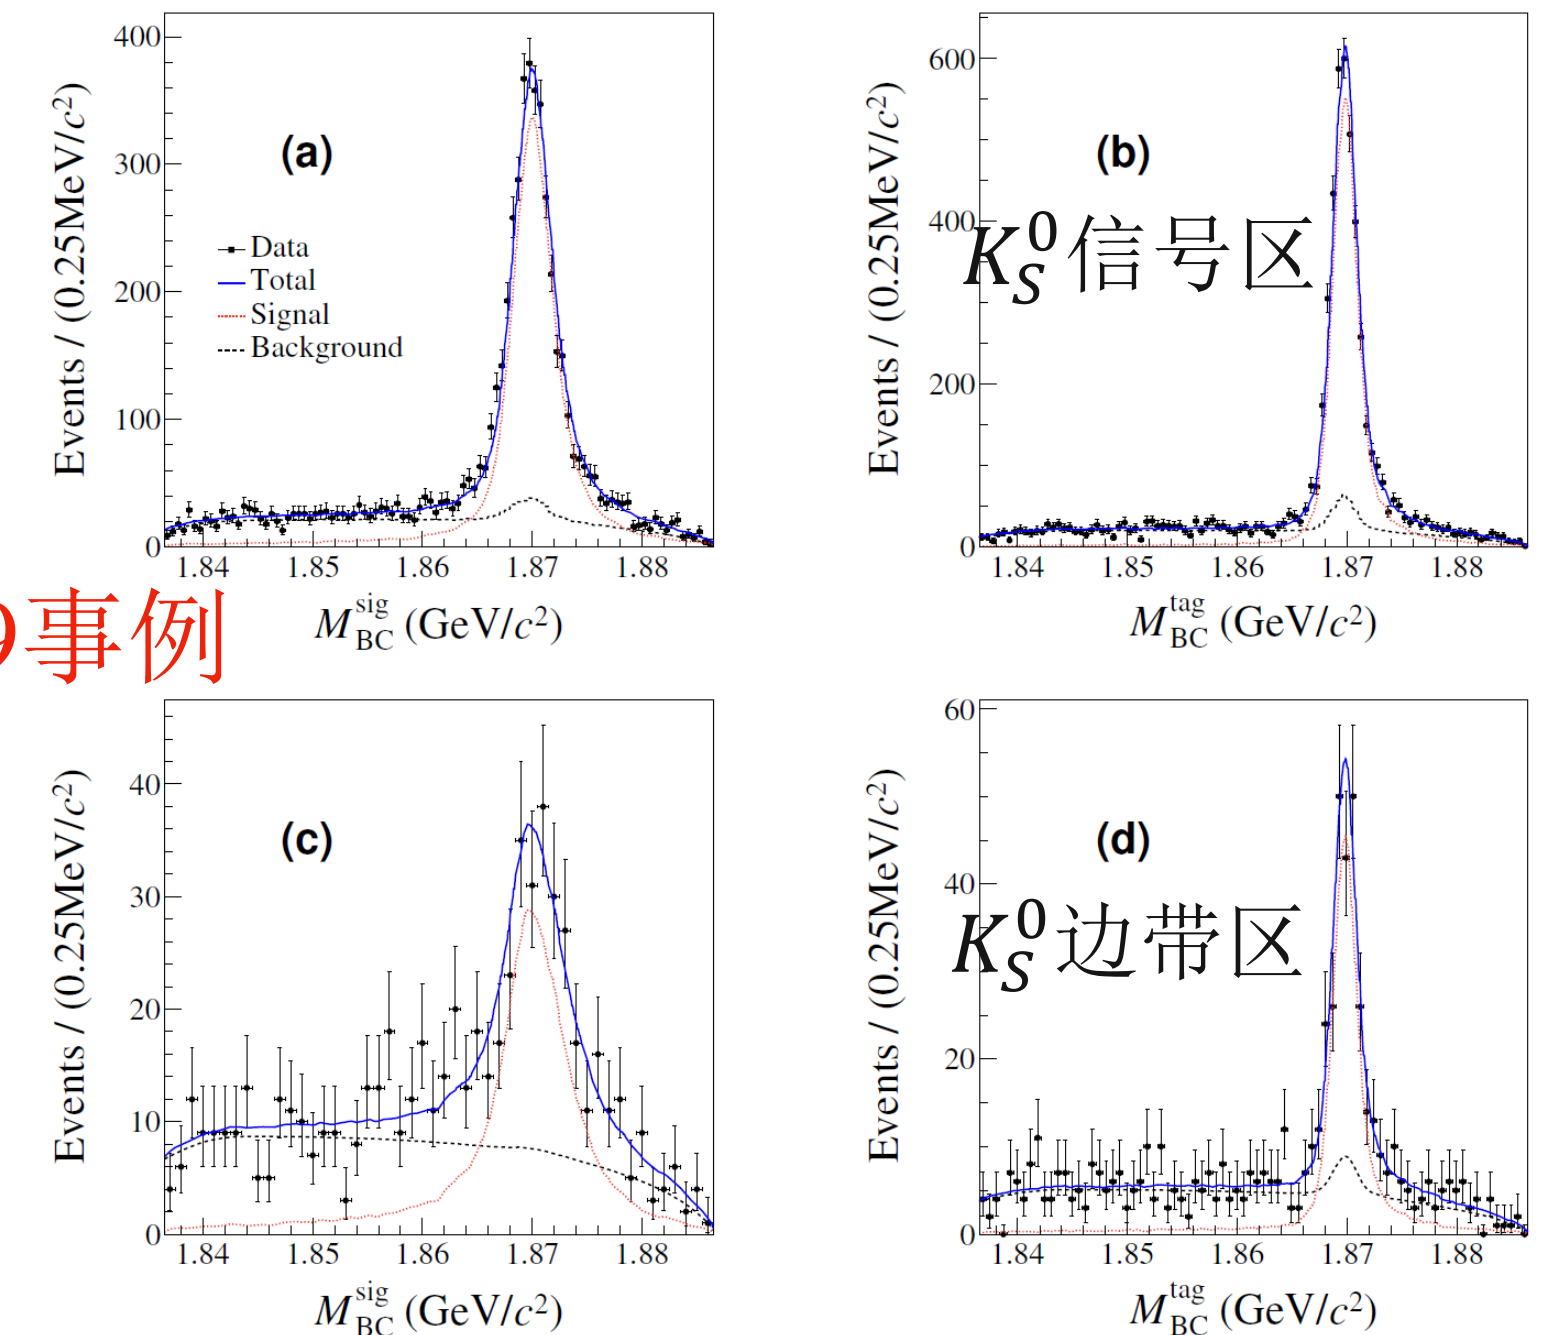 400
300
200
100
0
Events / (0.25MeV/c²)
(a)
Data
Total
Signal
Background
1.84 1.85 1.86 1.87 1.88
M_BC^sig (GeV/c²)
600
400
200
0
Events / (0.25MeV/c²)
(b)
K_S^0 信号区
1.84 1.85 1.86 1.87 1.88
M_BC^tag (GeV/c²)
9事例
40
30
20
10
0
Events / (0.25MeV/c²)
(c)
1.84 1.85 1.86 1.87 1.88
M_BC^sig (GeV/c²)
60
40
20
0
Events / (0.25MeV/c²)
(d)
K_S^0 边带区
1.84 1.85 1.86 1.87 1.88
M_BC^tag (GeV/c²)